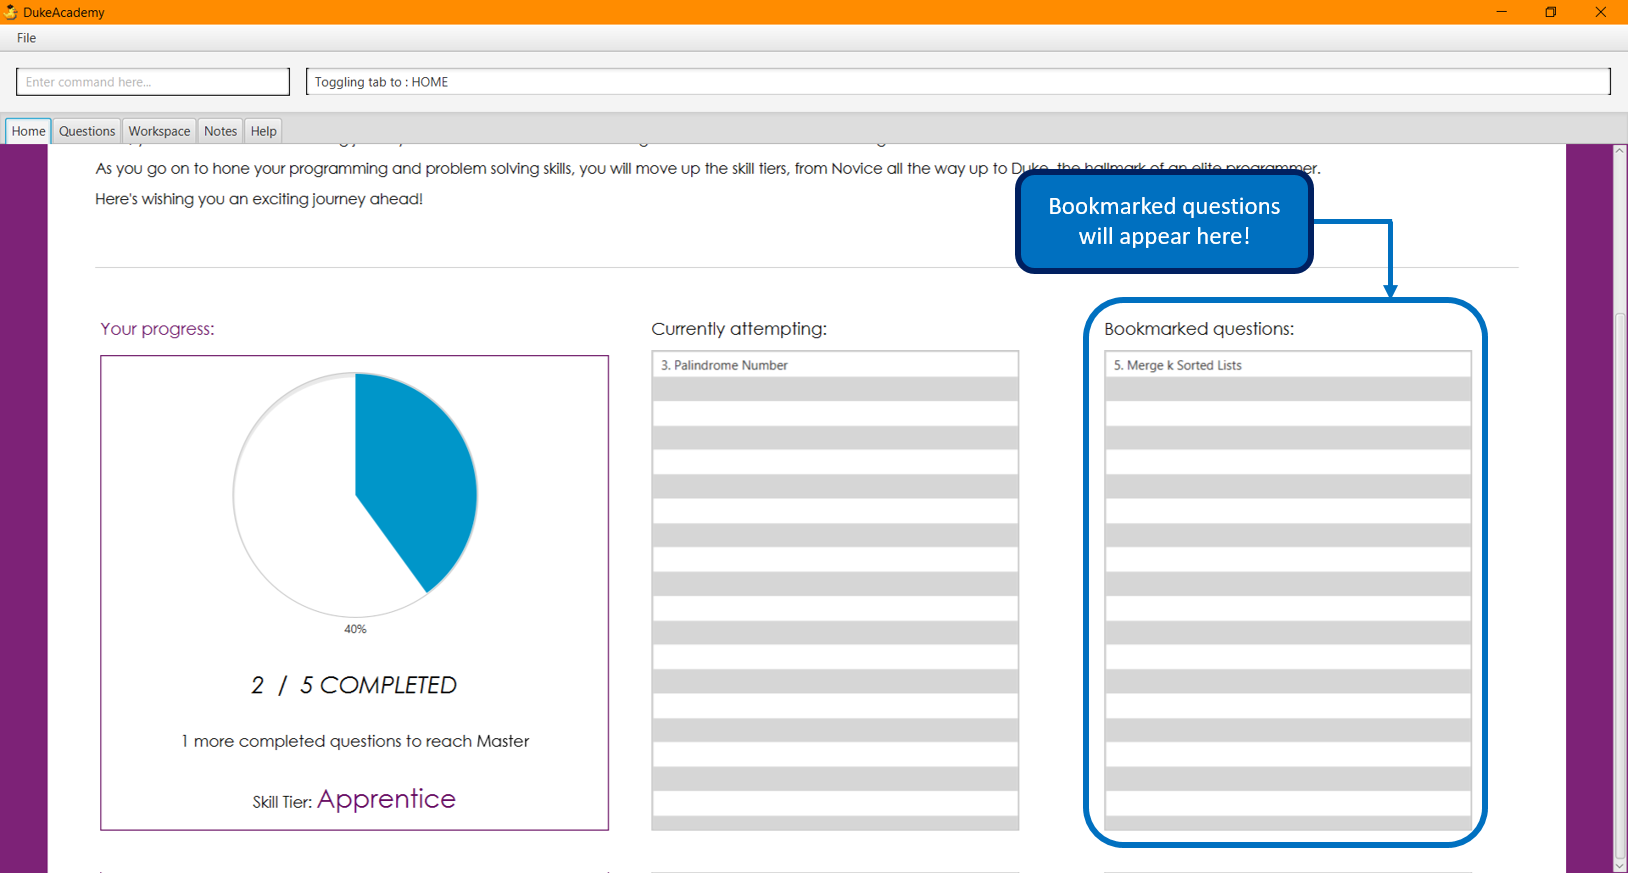 DukeAcademy
File
Enter command here...
Toggling tab to : HOME
Home
Questions
Workspace
Notes
Help
As you go on to hone your programming and problem solving skills, you will move up the skill tiers, from Novice all the way up to Duke, the hallmark of an elite programmer.
Here's wishing you an exciting journey ahead!
Bookmarked questions
will appear here!
Your progress:
40%
2 / 5 COMPLETED
1 more completed questions to reach Master
Skill Tier: Apprentice
Currently attempting:
3. Palindrome Number
Bookmarked questions:
5. Merge k Sorted Lists